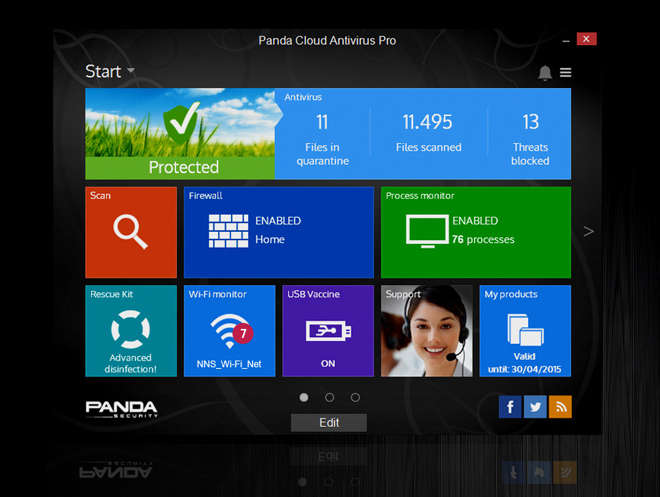 Panda Cloud Antivirus Pro
Start
Antivirus
11
Files in
quarantine
11.495
Files scanned
13
Threats
blocked
Protected
Scan
Firewall
ENABLED
Home
Process monitor
ENABLED
76 processes
Rescue Kit
Advanced
disinfection!
Wi-Fi monitor
7
NNS_Wi-Fi_Net
USB Vaccine
ON
Support
My products
Valid
until: 30/04/2015
PANDA
SECURITY
Edit